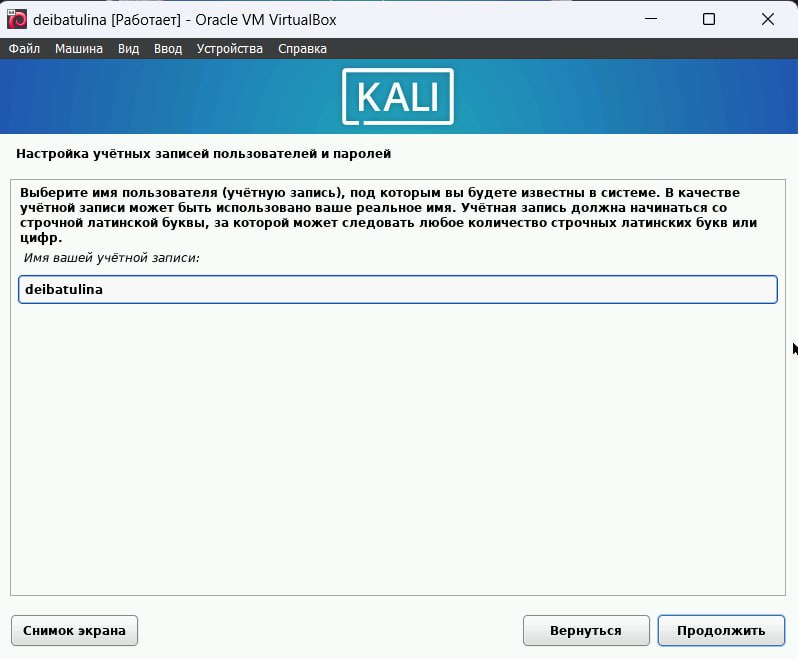 deibatulina [Работает] - Oracle VM VirtualBox
Файл Машина Вид Ввод Устройства Справка
KALI
Настройка учётных записей пользователей и паролей
Выберите имя пользователя (учётную запись), под которым вы будете известны в системе. В качестве
учётной записи может быть использовано ваше реальное имя. Учётная запись должна начинаться со
строчной латинской буквы, за которой может следовать любое количество строчных латинских букв или
цифр.
Имя вашей учётной записи:
deibatulina
Снимок экрана Вернуться Продолжить